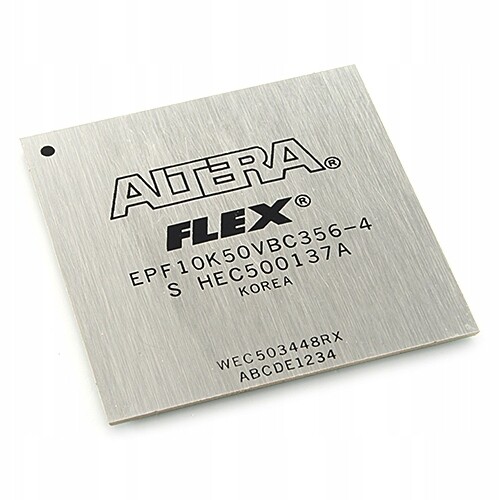 ALTERA®
FLEX®
EPF10K50VBC356-4
S HEC500137A
KOREA
WEC503448RX
ABCDE1234